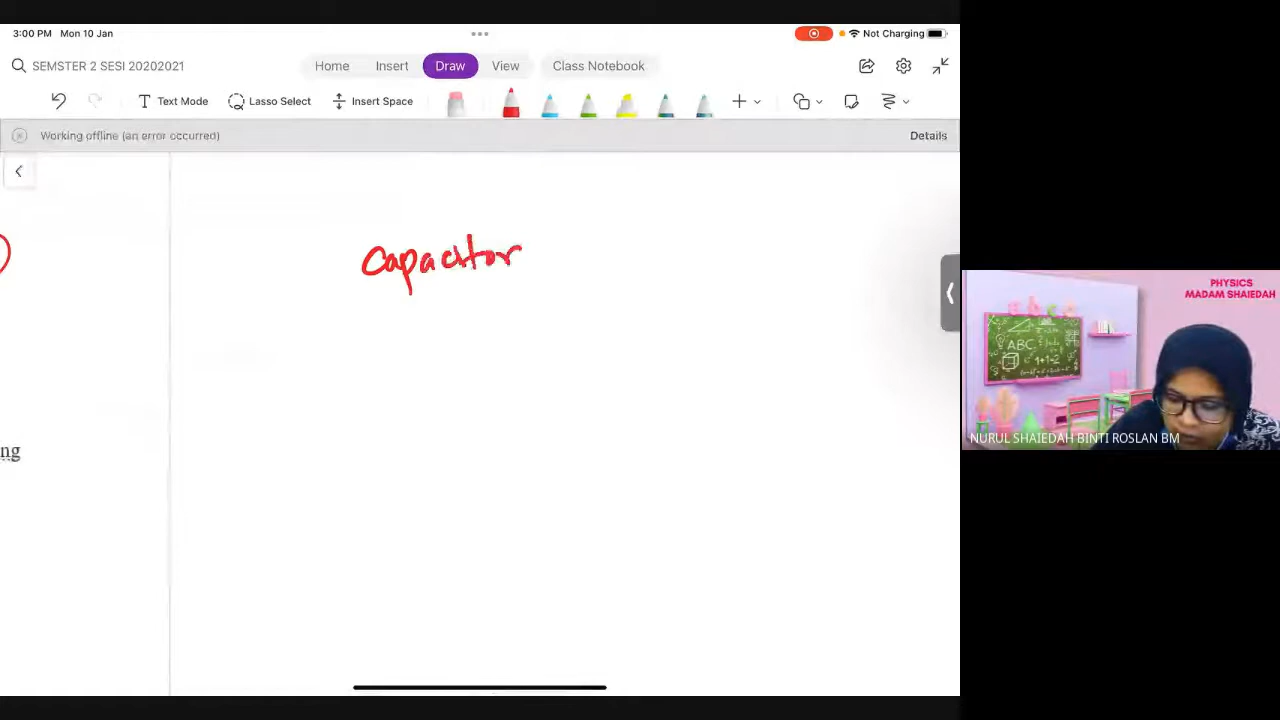 3:00 PM Mon 10 Jan
Not Charging
SEMSTER 2 SESI 20202021
Home
Insert
Draw
View
Class Notebook
Text Mode
Lasso Select
Insert Space
Working offline (an error occurred)
Details
capacitor
ng
PHYSICS
MADAM SHAIEDAH
ABC
1+1=2
NURUL SHAIEDAH BINTI ROSLAN BM